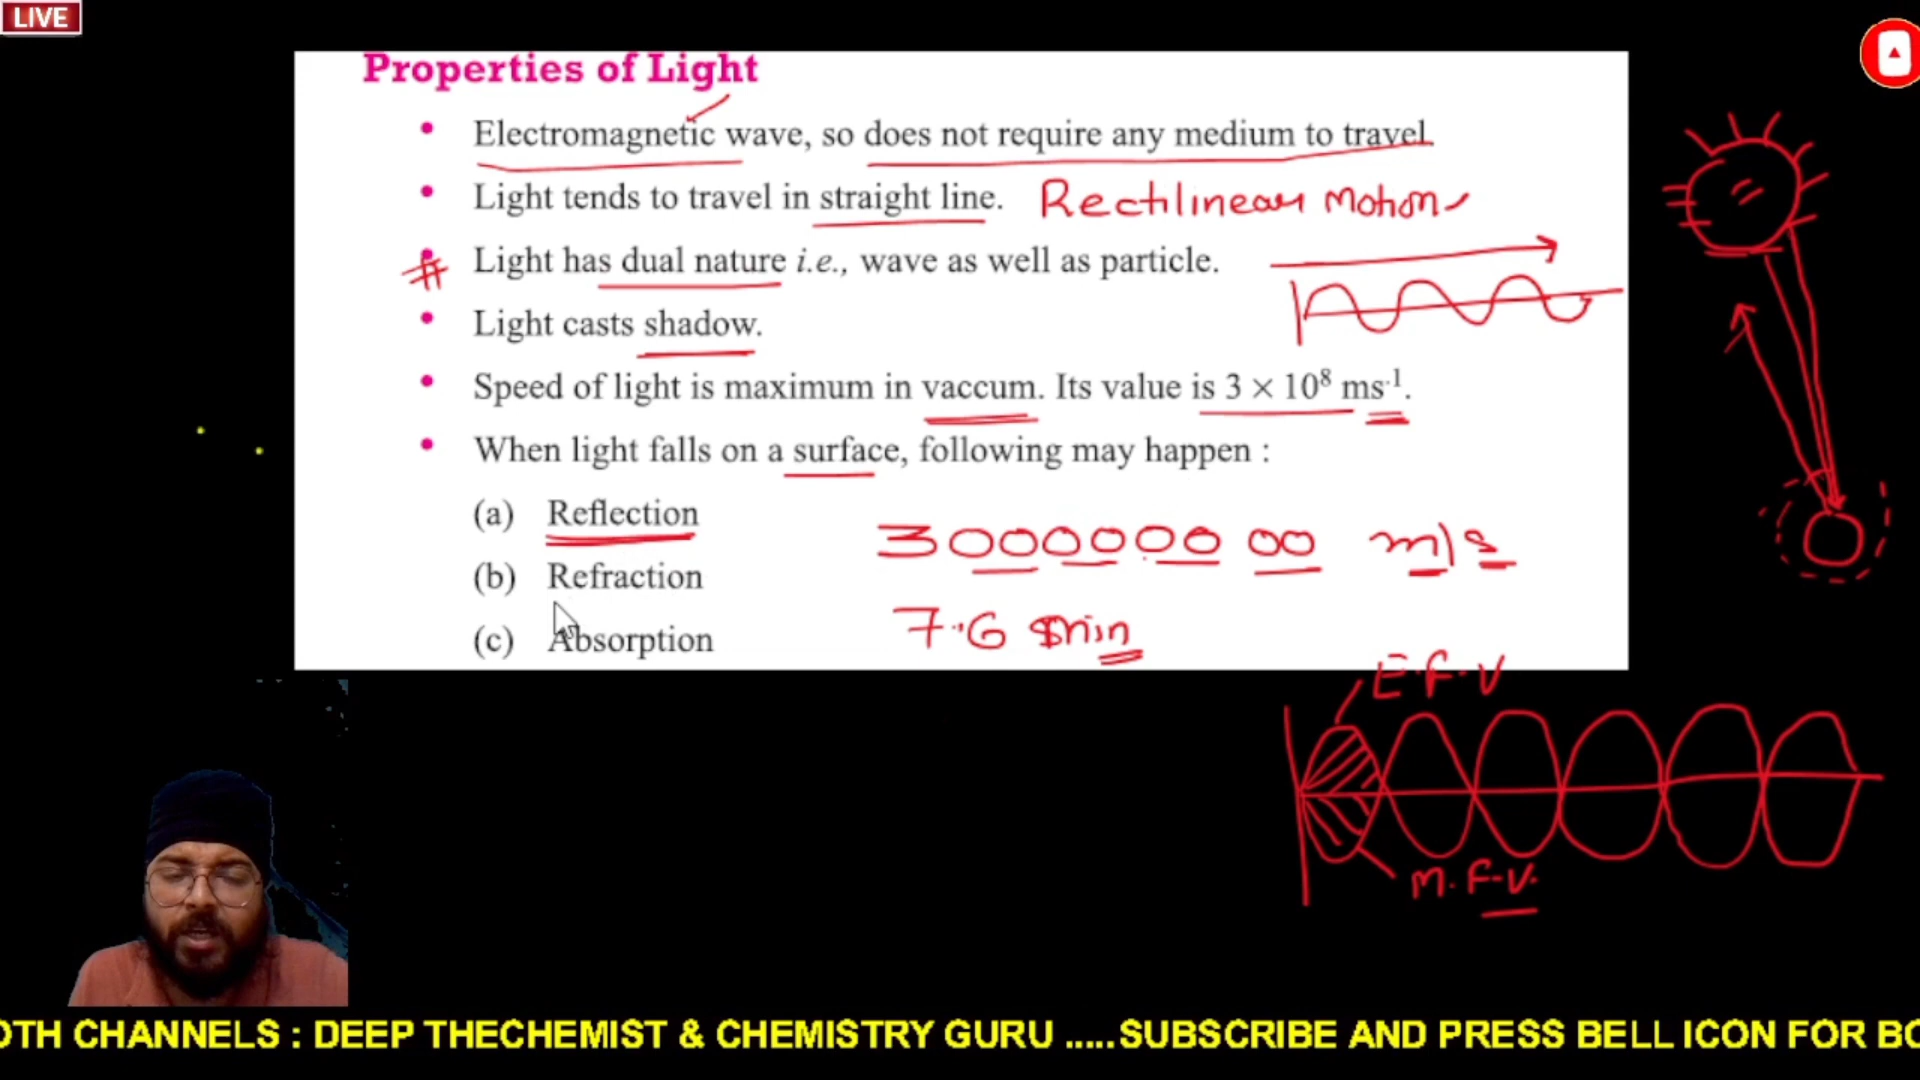 LIVE
Properties of Light
• Electromagnetic wave, so does not require any medium to travel
• Light tends to travel in straight line. Rectilinear Motion
• Light has dual nature i.e., wave as well as particle.
• Light casts shadow.
• Speed of light is maximum in vaccum. Its value is 3 × 10⁸ ms⁻¹.
• When light falls on a surface, following may happen :
(a) Reflection
300000000 m/s
(b) Refraction
7.6 min
(c) Absorption
E.F.V
M.F.V.
OTH CHANNELS : DEEP THECHEMIST & CHEMISTRY GURU .....SUBSCRIBE AND PRESS BELL ICON FOR BO